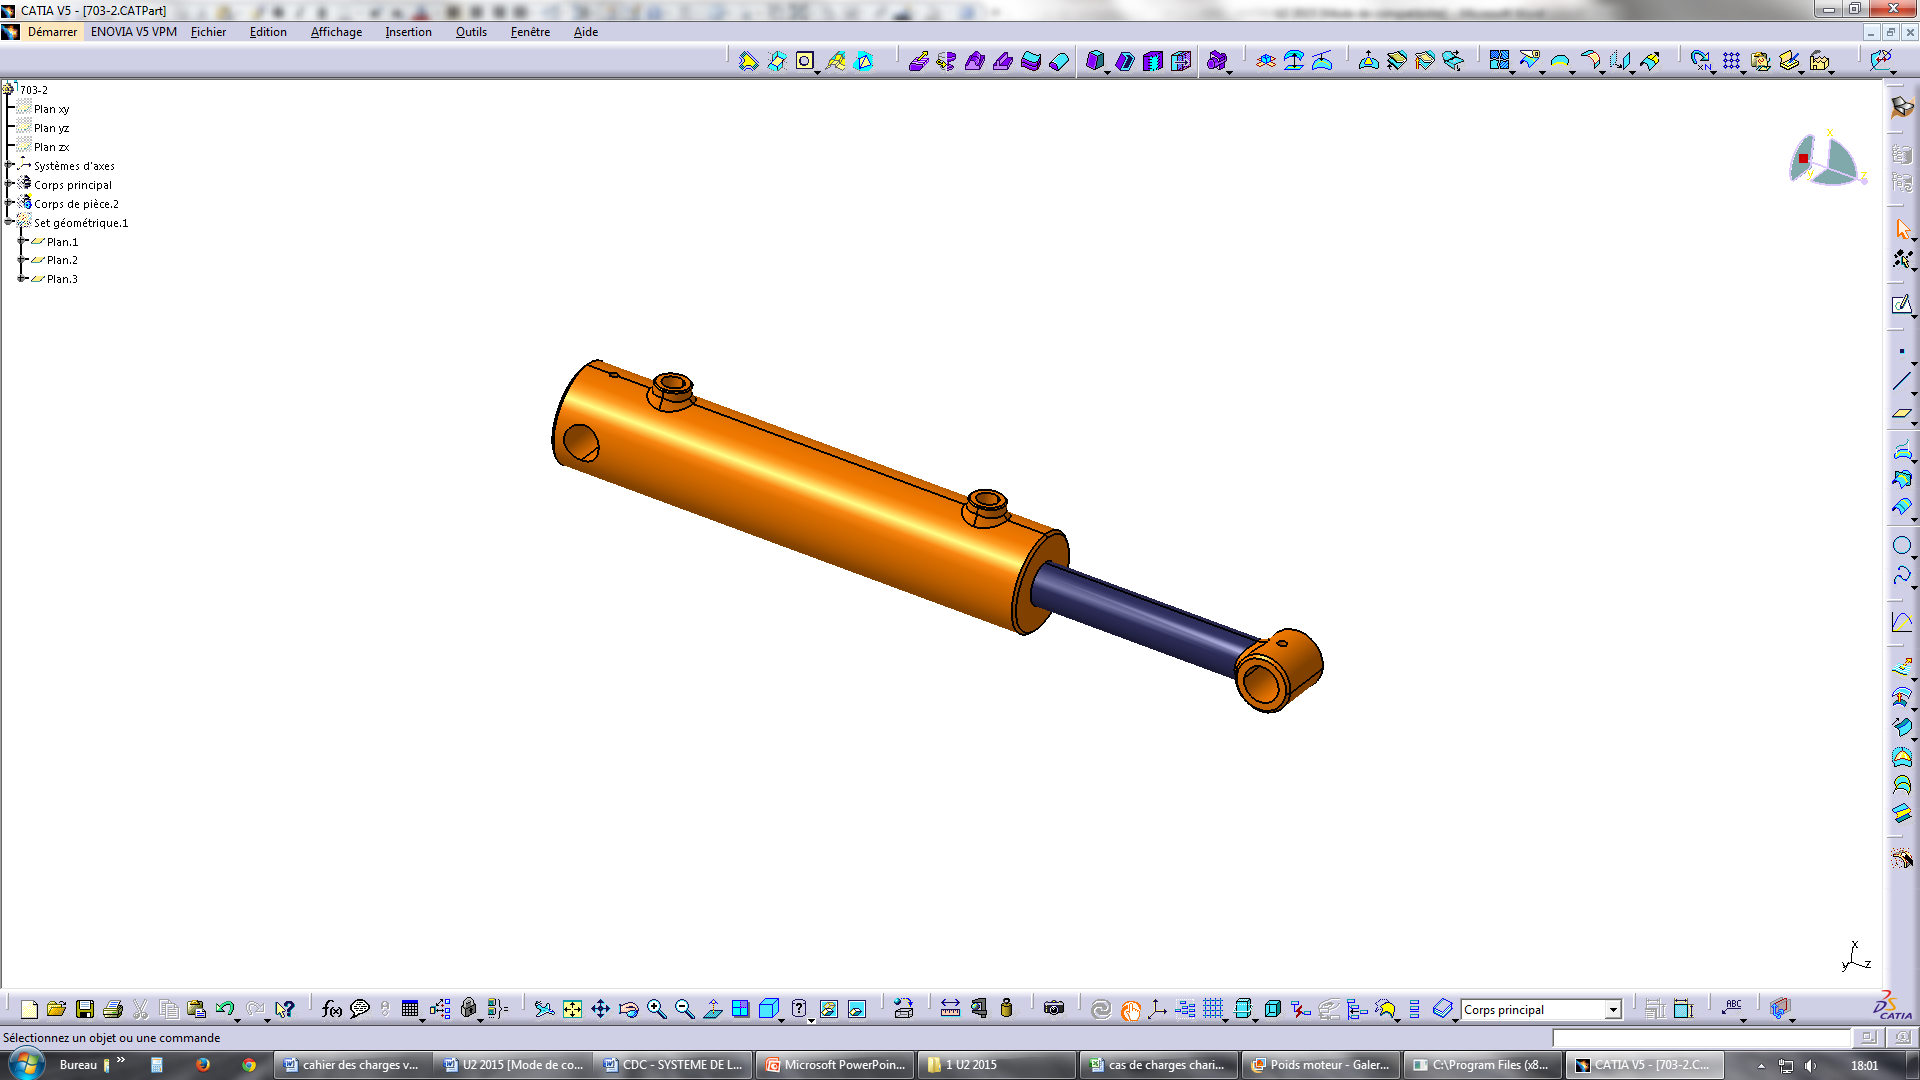 CATIA V5 - [703-2.CATPart]
Démarrer ENOVIA V5 VPM Fichier Edition Affichage Insertion Outils Fenêtre Aide
703-2
Plan xy
Plan yz
Plan zx
Systèmes d'axes
Corps principal
Corps de pièce.2
Set géométrique.1
Plan.1
Plan.2
Plan.3
x
y
z
x
y
z
f(x)
ABC
Corps principal
DS CATIA
Sélectionnez un objet ou une commande
Bureau » cahier des charges v... U2 2015 [Mode de co... CDC - SYSTEME DE L... Microsoft PowerPoin... 1 U2 2015 cas de charges chari... Poids moteur - Galer... C:\Program Files (x8... CATIA V5 - [703-2.C... 18:01